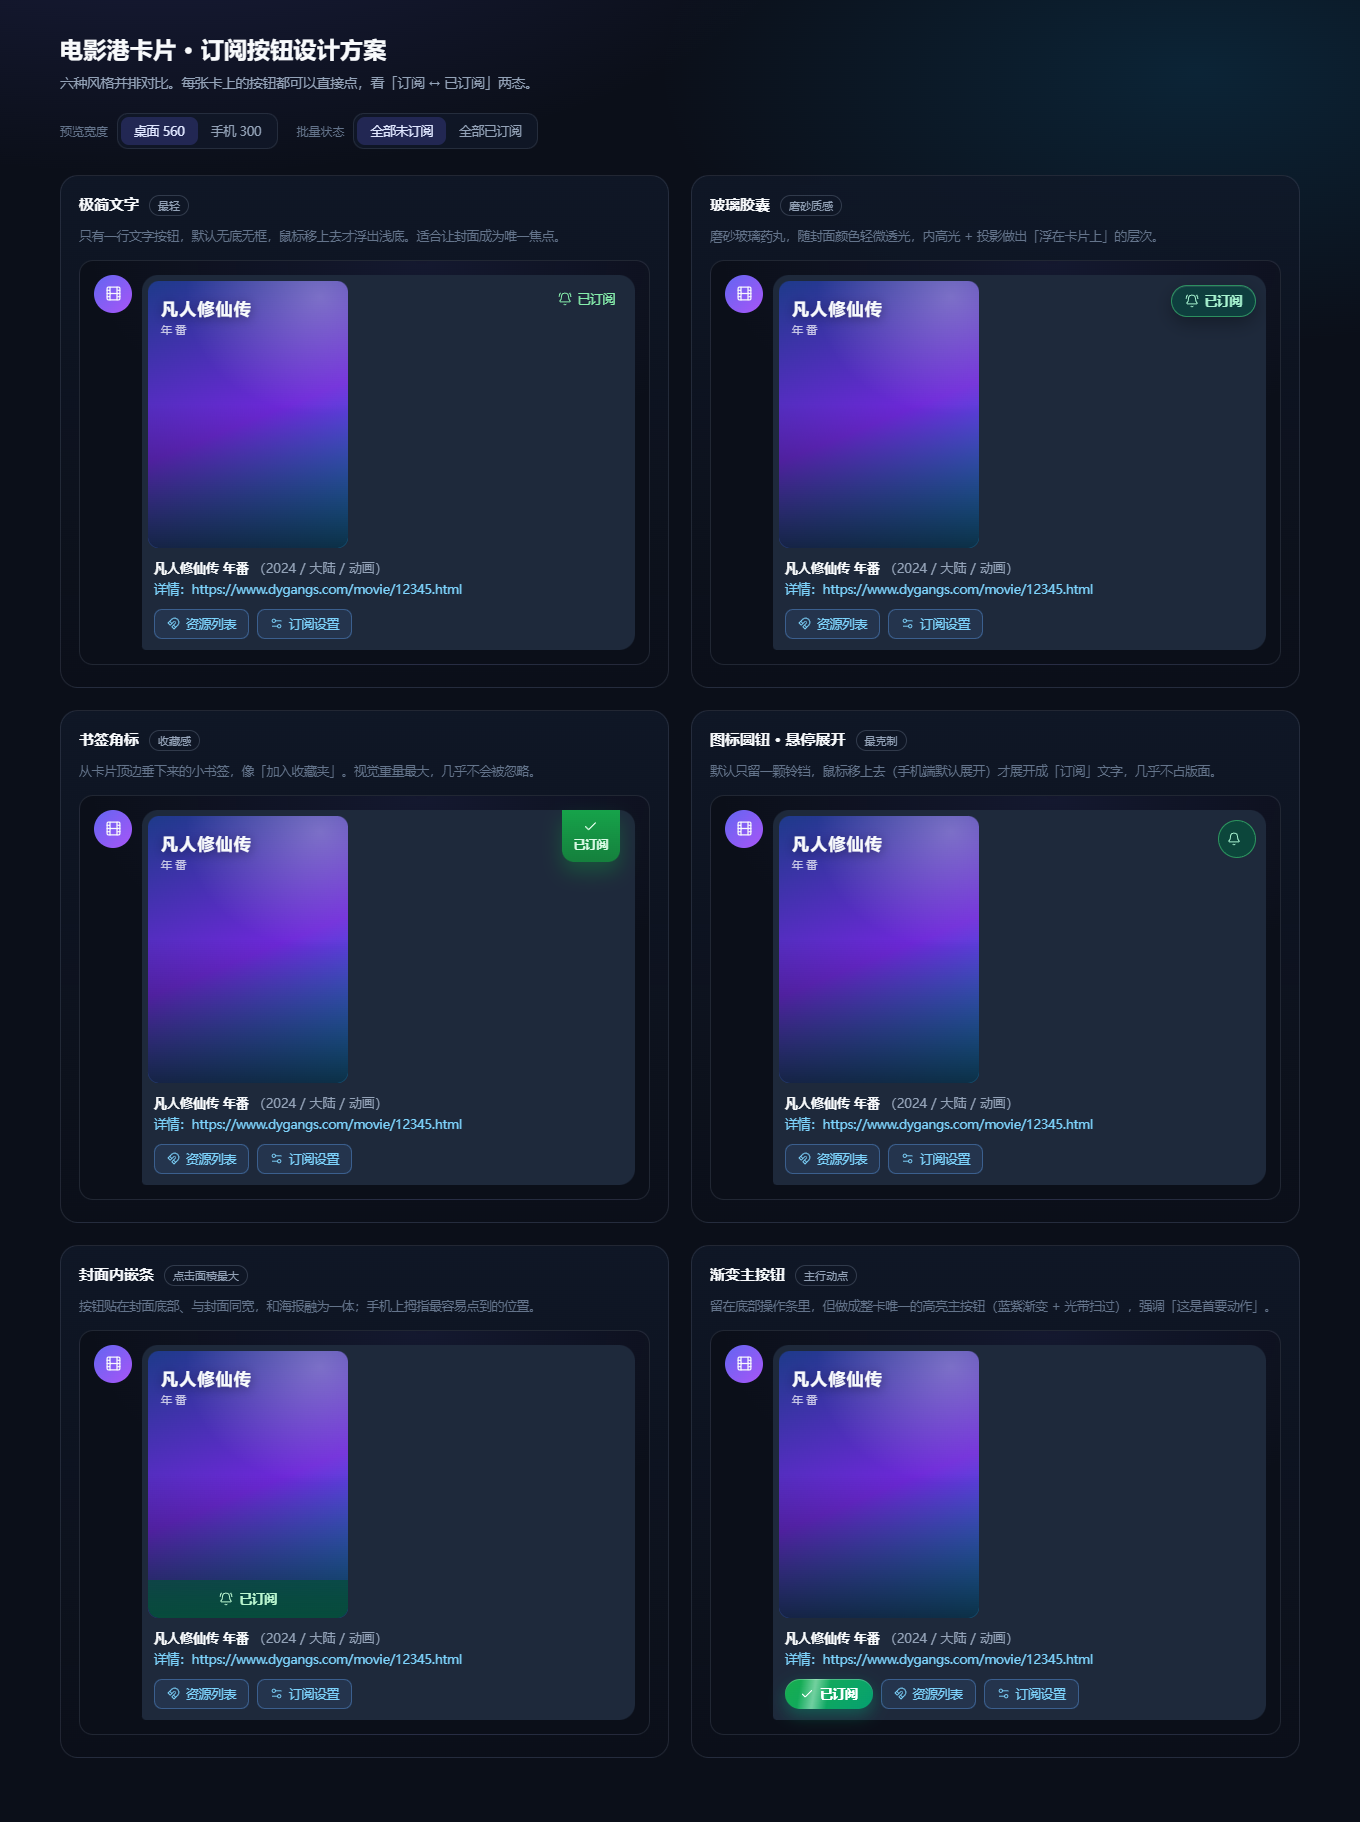 电影港卡片 • 订阅按钮设计方案
六种风格并排对比。每张卡上的按钮都可以直接点，看「订阅 ↔ 已订阅」两态。
预览宽度 桌面 560 手机 300 批量状态 全部未订阅 全部已订阅
极简文字 最轻
只有一行文字按钮，默认无底无框，鼠标移上去才浮出浅底。适合让封面成为唯一焦点。
凡人修仙传
年番
已订阅
凡人修仙传 年番 （2024 / 大陆 / 动画）
详情：https://www.dygangs.com/movie/12345.html
资源列表 订阅设置
玻璃胶囊 磨砂质感
磨砂玻璃药丸，随封面颜色轻微透光，内高光 + 投影做出「浮在卡片上」的层次。
凡人修仙传
年番
已订阅
凡人修仙传 年番 （2024 / 大陆 / 动画）
详情：https://www.dygangs.com/movie/12345.html
资源列表 订阅设置
书签角标 收藏感
从卡片顶边垂下来的小书签，像「加入收藏夹」。视觉重量最大，几乎不会被忽略。
凡人修仙传
年番
已订阅
凡人修仙传 年番 （2024 / 大陆 / 动画）
详情：https://www.dygangs.com/movie/12345.html
资源列表 订阅设置
图标圆钮 • 悬停展开 最克制
默认只留一颗铃铛，鼠标移上去（手机端默认展开）才展开成「订阅」文字，几乎不占版面。
凡人修仙传
年番
凡人修仙传 年番 （2024 / 大陆 / 动画）
详情：https://www.dygangs.com/movie/12345.html
资源列表 订阅设置
封面内嵌条 点击面积最大
按钮贴在封面底部、与封面同宽，和海报融为一体；手机上拇指最容易点到的位置。
凡人修仙传
年番
已订阅
凡人修仙传 年番 （2024 / 大陆 / 动画）
详情：https://www.dygangs.com/movie/12345.html
资源列表 订阅设置
渐变主按钮 主行动点
留在底部操作条里，但做成整卡唯一的高亮主按钮（蓝紫渐变 + 光带扫过），强调「这是首要动作」。
凡人修仙传
年番
凡人修仙传 年番 （2024 / 大陆 / 动画）
详情：https://www.dygangs.com/movie/12345.html
已订阅 资源列表 订阅设置